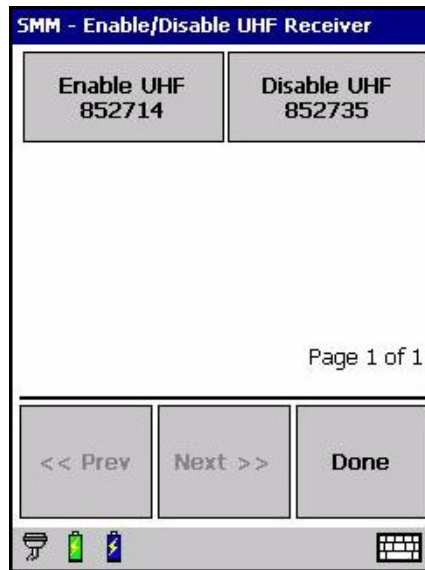 SMM - Enable/Disable UHF Receiver
Enable UHF
852714
Disable UHF
852735
Page 1 of 1
<< Prev
Next >>
Done